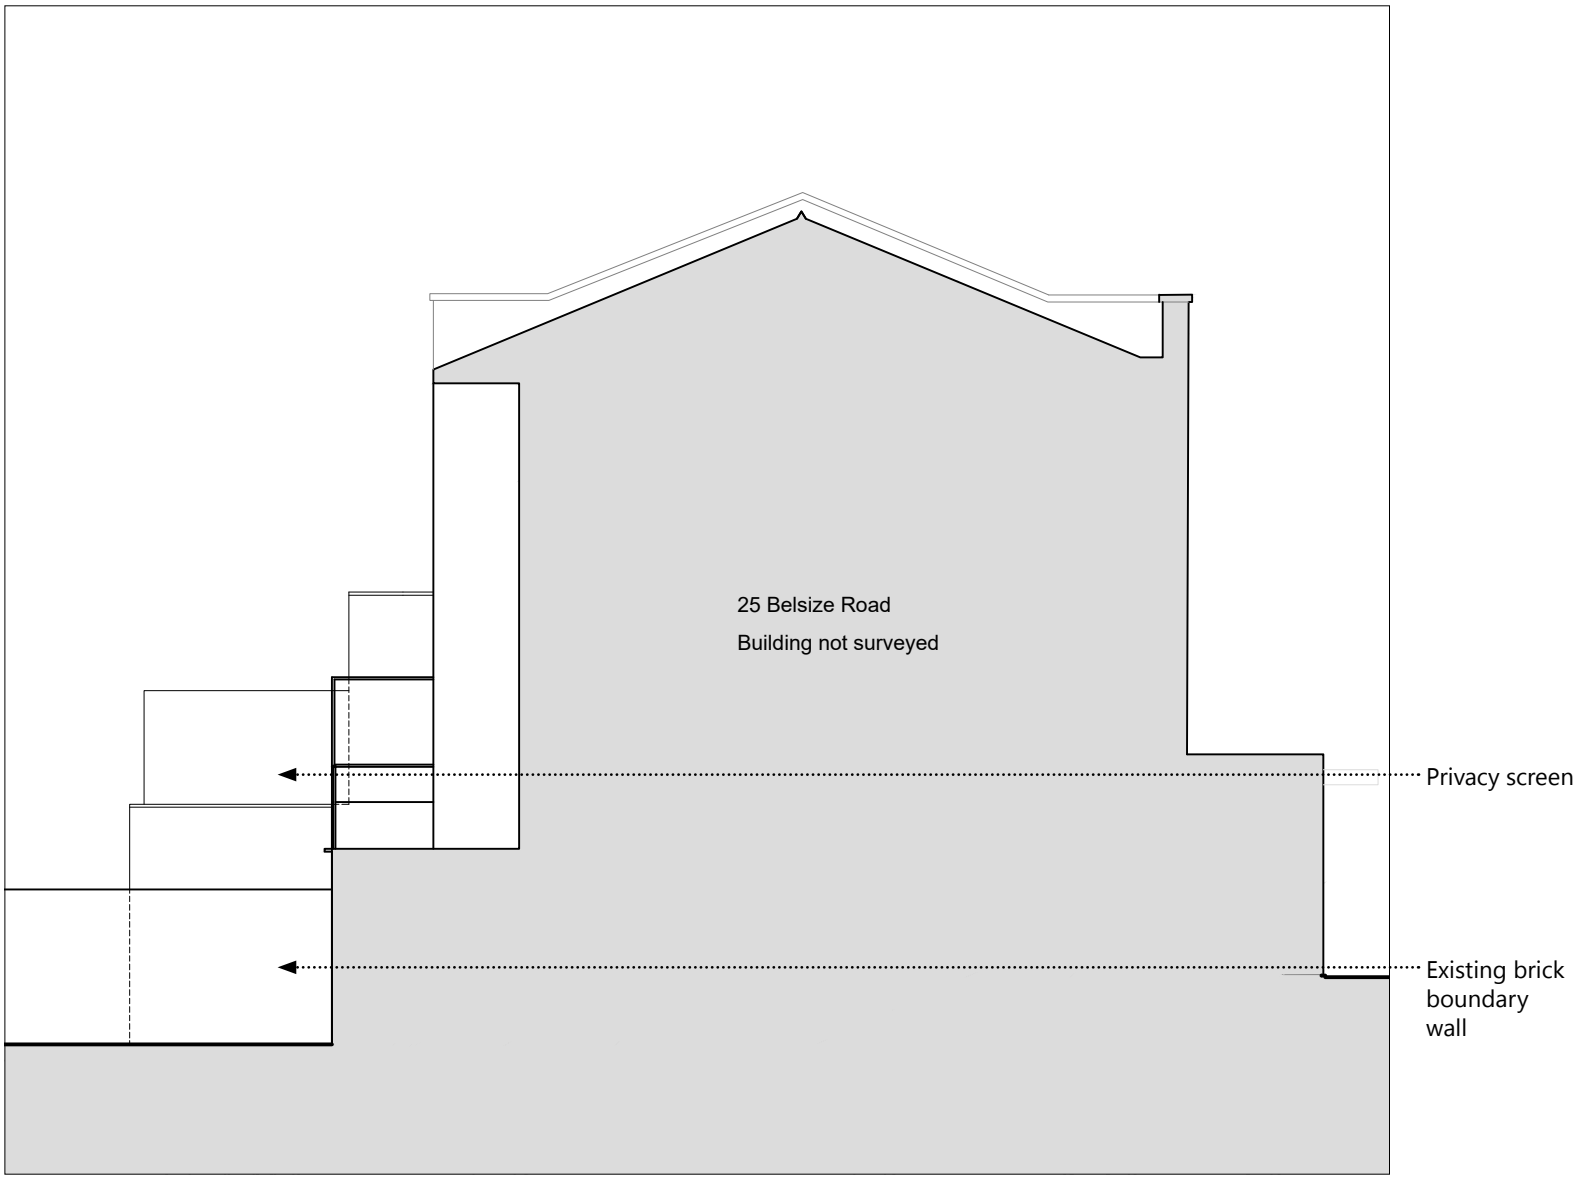 25 Belsize Road
Building not surveyed
Privacy screen
Existing brick
boundary
wall